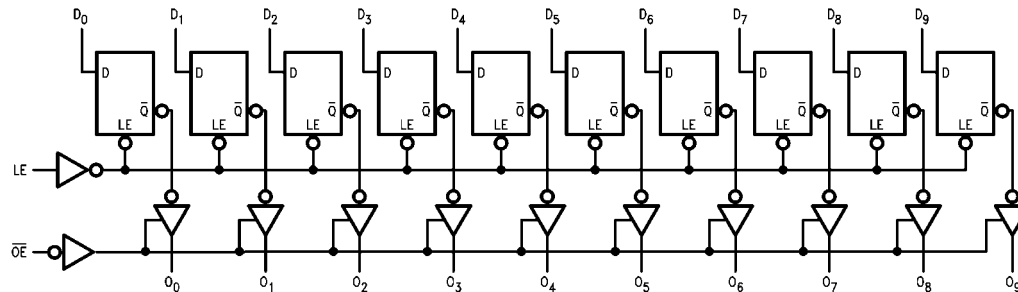 D₀ D₁ D₂ D₃ D₄ D₅ D₆ D₇ D₈ D₉
D D D D D D D D D D
Q̅ Q̅ Q̅ Q̅ Q̅ Q̅ Q̅ Q̅ Q̅ Q̅
LE LE LE LE LE LE LE LE LE LE
LE
O̅E̅
O₀ O₁ O₂ O₃ O₄ O₅ O₆ O₇ O₈ O₉